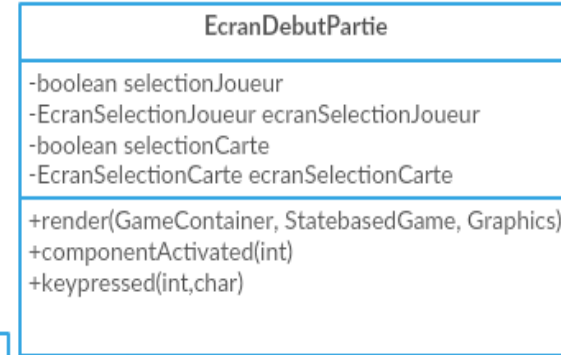 EcranDebutPartie
-boolean selectionJoueur
-EcranSelectionJoueur ecranSelectionJoueur
-boolean selectionCarte
-EcranSelectionCarte ecranSelectionCarte
+render(GameContainer, StatebasedGame, Graphics)
+componentActivated(int)
+keypressed(int,char)